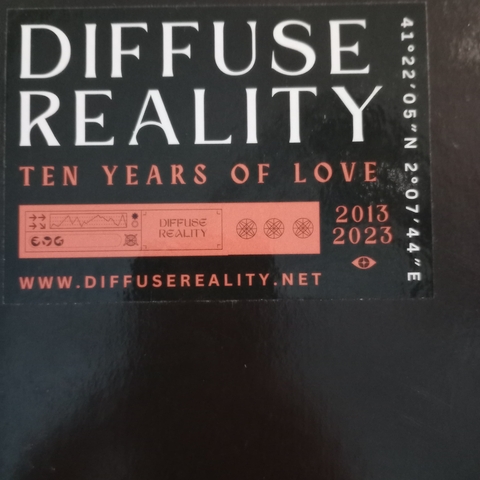 DIFFUSE
REALITY
TEN YEARS OF LOVE
DIFFUSE
REALITY
2013
2023
WWW.DIFFUSEREALITY.NET
41°22'05"N 2°07'44"E